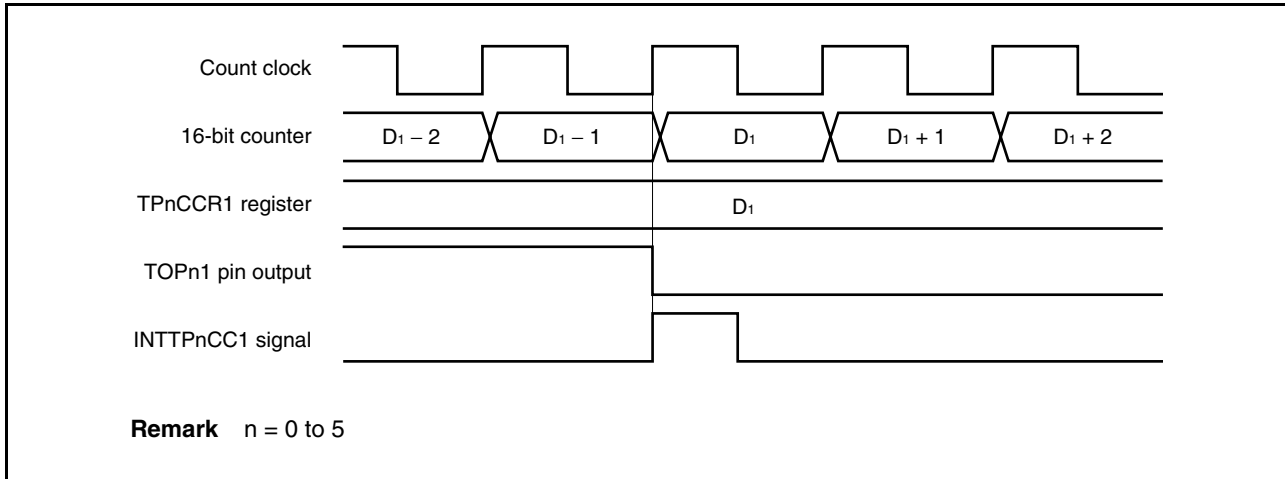 Count clock
16-bit counter D₁ – 2 D₁ – 1 D₁ D₁ + 1 D₁ + 2
TPnCCR1 register D₁
TOPn1 pin output
INTTPnCC1 signal
Remark n = 0 to 5